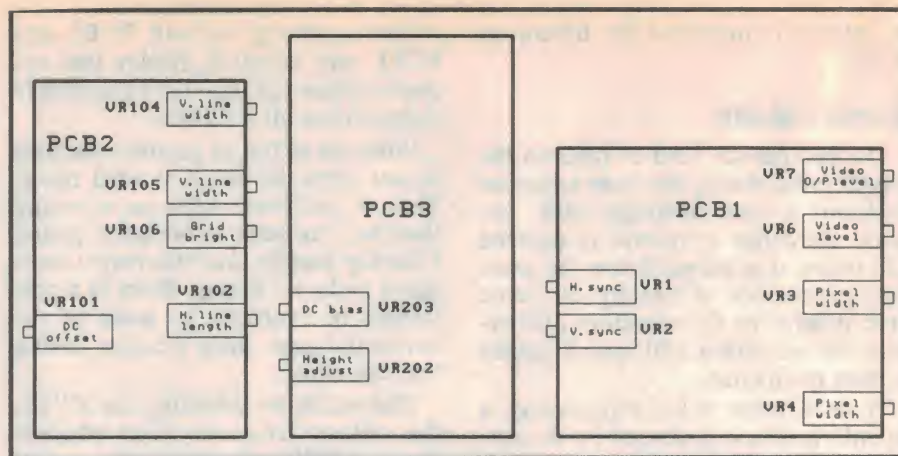 PCB2
VR104
V.line
width
VR105
V.line
width
VR106
Grid
bright
VR101
DC
offset
VR102
H.line
length
PCB3
DC bias
VR203
Height
adjust
VR202
PCB1
VR7
Video
O/Plevel
VR6
Video
level
H.sync
VR1
VR3
Pixel
width
V.sync
VR2
VR4
Pixel
width